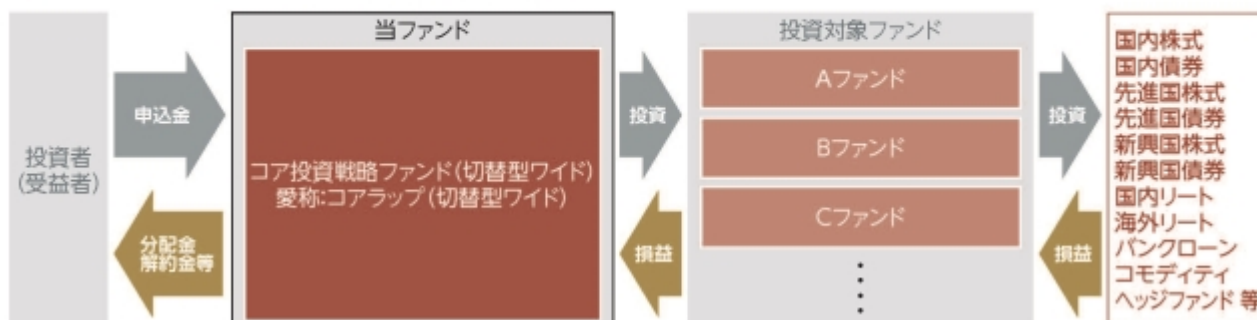 投資者
(受益者)
申込金
分配金
解約金等
当ファンド
コア投資戦略ファンド(切替型ワイド)
愛称:コアラップ(切替型ワイド)
投資
損益
投資対象ファンド
Aファンド
Bファンド
Cファンド
投資
損益
国内株式
国内債券
先進国株式
先進国債券
新興国株式
新興国債券
国内リート
海外リート
バンクローン
コモディティ
ヘッジファンド 等